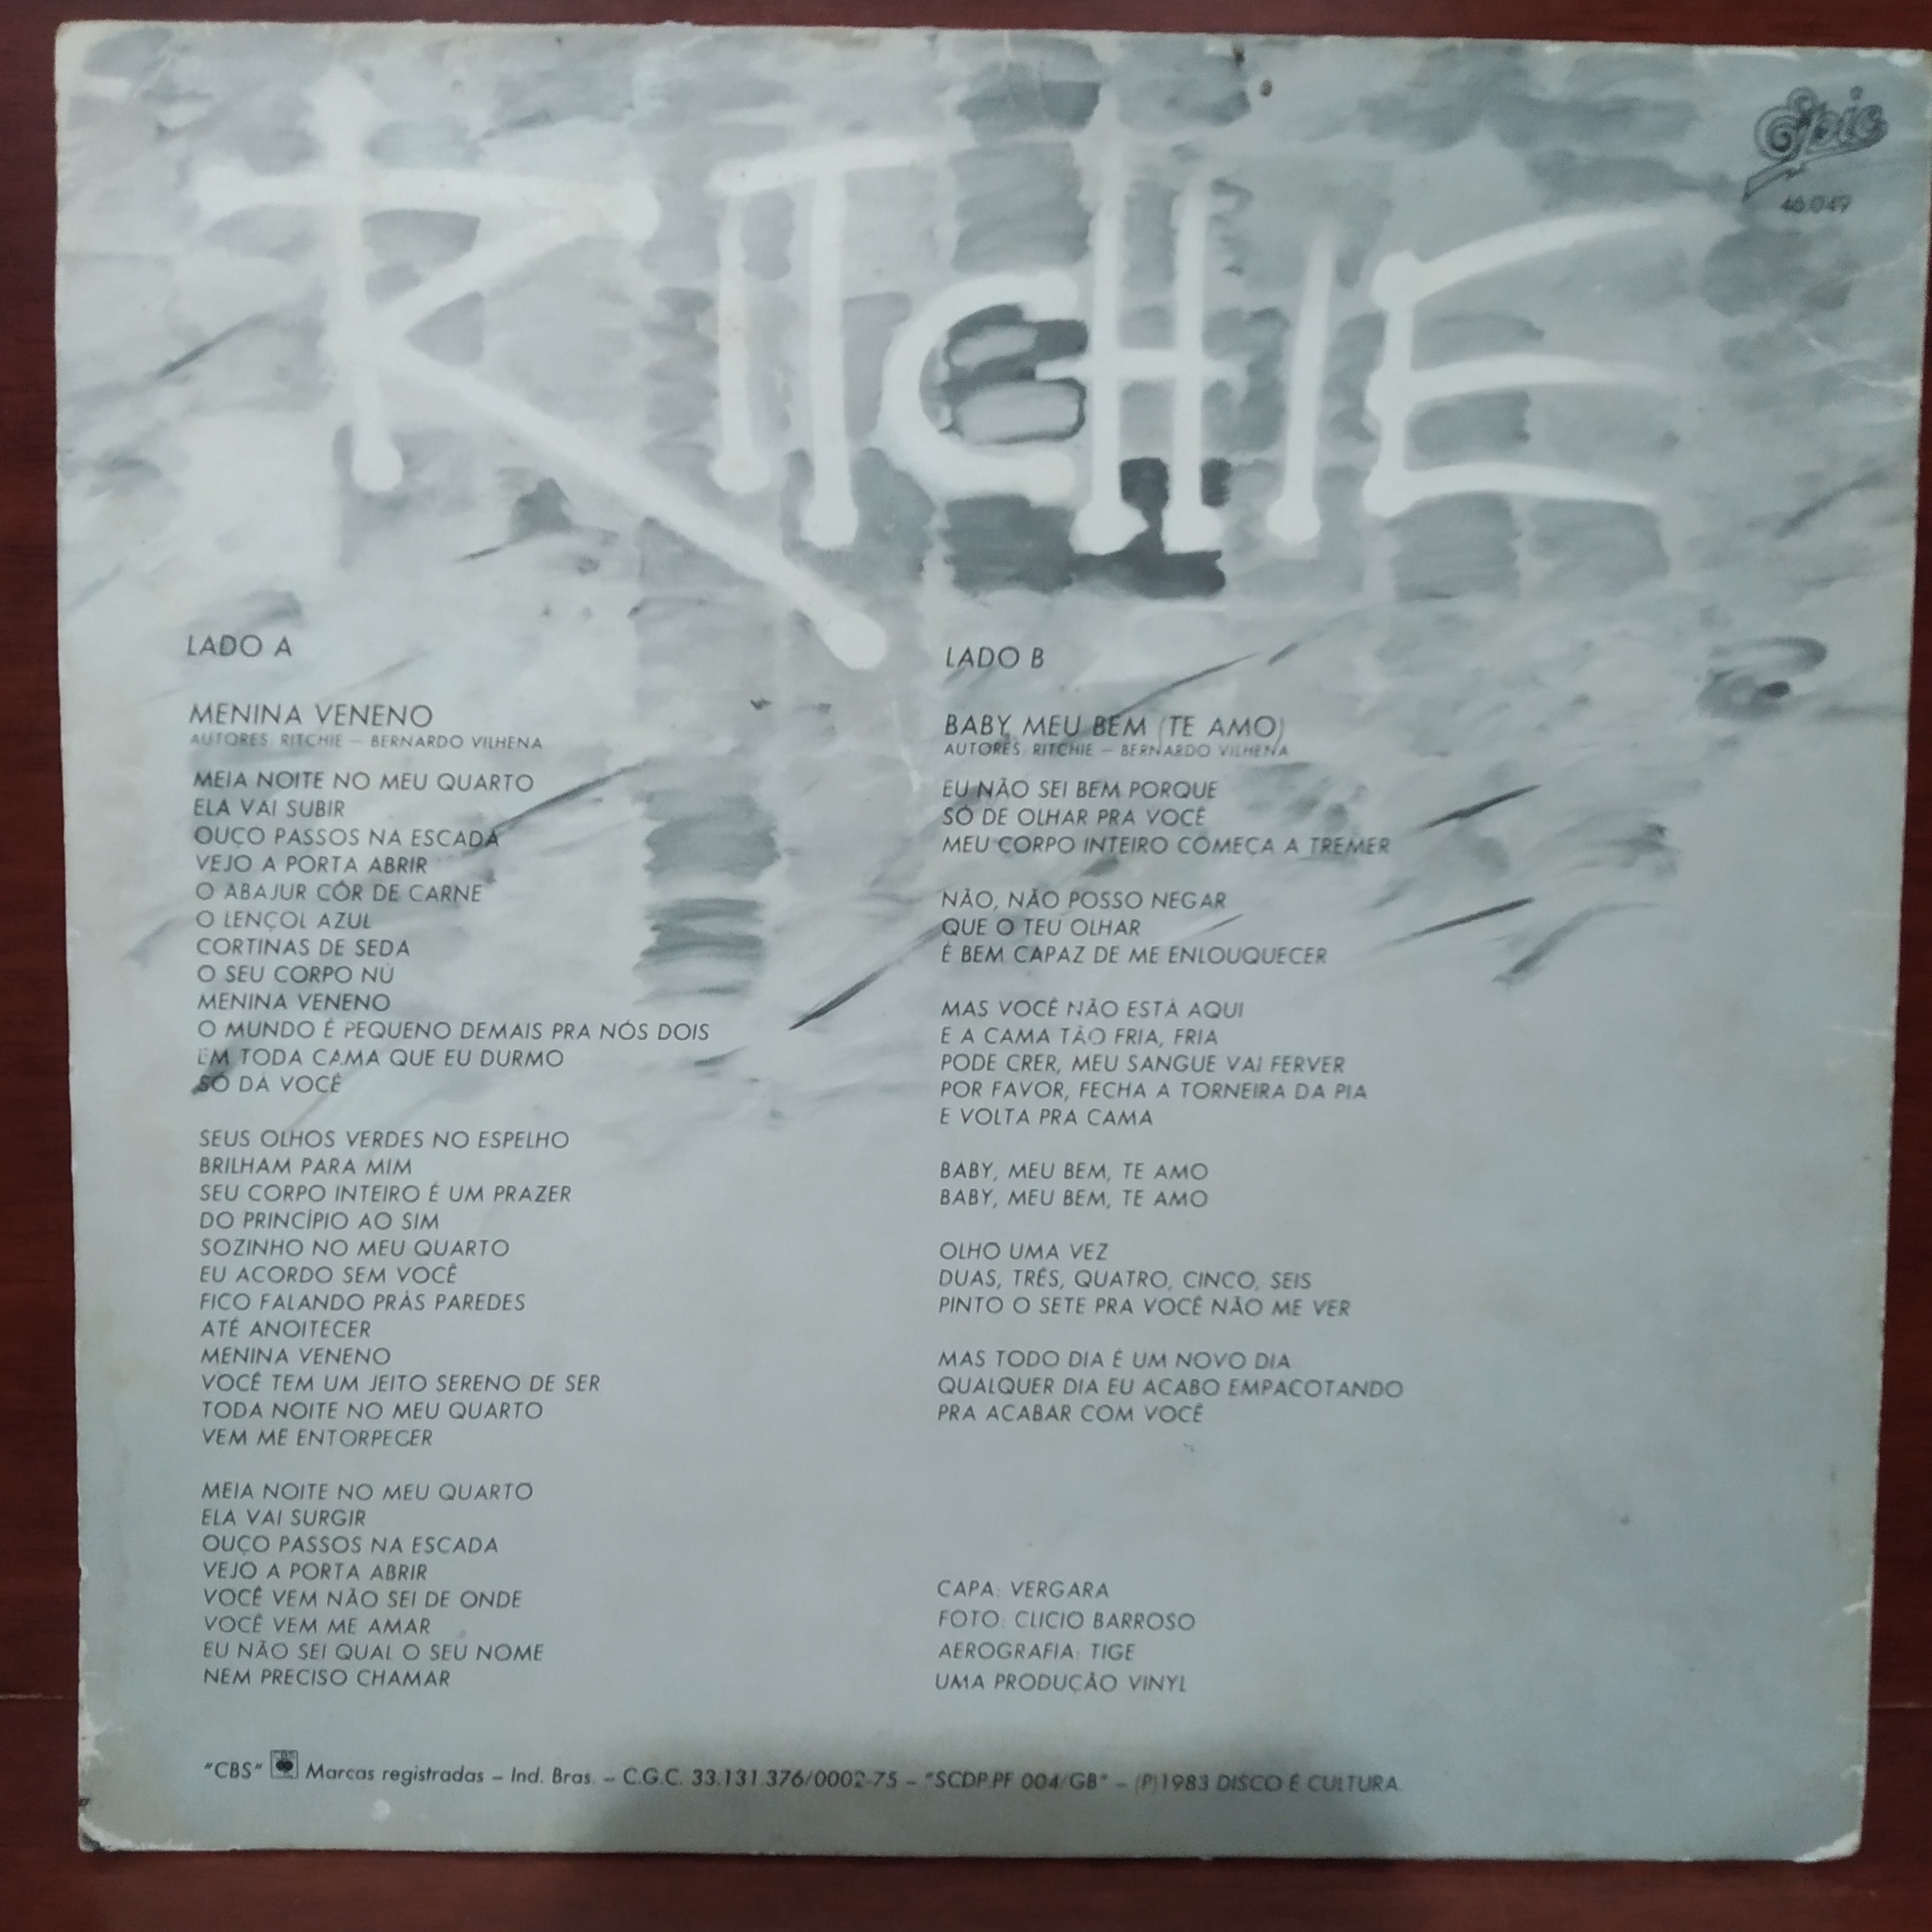 RITCHIE
Epic
46.049
LADO A
MENINA VENENO
AUTORES: RITCHIE – BERNARDO VILHENA
MEIA NOITE NO MEU QUARTO
ELA VAI SUBIR
OUÇO PASSOS NA ESCADA
VEJO A PORTA ABRIR
O ABAJUR CÔR DE CARNE
O LENÇOL AZUL
CORTINAS DE SEDA
O SEU CORPO NÚ
MENINA VENENO
O MUNDO É PEQUENO DEMAIS PRA NÓS DOIS
EM TODA CAMA QUE EU DURMO
SÓ DÁ VOCÊ
SEUS OLHOS VERDES NO ESPELHO
BRILHAM PARA MIM
SEU CORPO INTEIRO É UM PRAZER
DO PRINCÍPIO AO SIM
SOZINHO NO MEU QUARTO
EU ACORDO SEM VOCÊ
FICO FALANDO PRÁS PAREDES
ATÉ ANOITECER
MENINA VENENO
VOCÊ TEM UM JEITO SERENO DE SER
TODA NOITE NO MEU QUARTO
VEM ME ENTORPECER
MEIA NOITE NO MEU QUARTO
ELA VAI SURGIR
OUÇO PASSOS NA ESCADA
VEJO A PORTA ABRIR
VOCÊ VEM NÃO SEI DE ONDE
VOCÊ VEM ME AMAR
EU NÃO SEI QUAL O SEU NOME
NEM PRECISO CHAMAR
LADO B
BABY, MEU BEM (TE AMO)
AUTORES: RITCHIE – BERNARDO VILHENA
EU NÃO SEI BEM PORQUE
SÓ DE OLHAR PRA VOCÊ
MEU CORPO INTEIRO COMEÇA A TREMER
NÃO, NÃO POSSO NEGAR
QUE O TEU OLHAR
É BEM CAPAZ DE ME ENLOUQUECER
MAS VOCÊ NÃO ESTÁ AQUI
E A CAMA TÃO FRIA, FRIA
PODE CRER, MEU SANGUE VAI FERVER
POR FAVOR, FECHA A TORNEIRA DA PIA
E VOLTA PRA CAMA
BABY, MEU BEM, TE AMO
BABY, MEU BEM, TE AMO
OLHO UMA VEZ
DUAS, TRÊS, QUATRO, CINCO, SEIS
PINTO O SETE PRA VOCÊ NÃO ME VER
MAS TODO DIA É UM NOVO DIA
QUALQUER DIA EU ACABO EMPACOTANDO
PRA ACABAR COM VOCÊ
CAPA: VERGARA
FOTO: CLICIO BARROSO
AEROGRAFIA: TIGE
UMA PRODUÇÃO VINYL
"CBS" CBS Marcas registradas – Ind. Bras. – C.G.C. 33.131.376/0002-75 – "SCDP.PF 004/GB" – (P)1983 DISCO É CULTURA